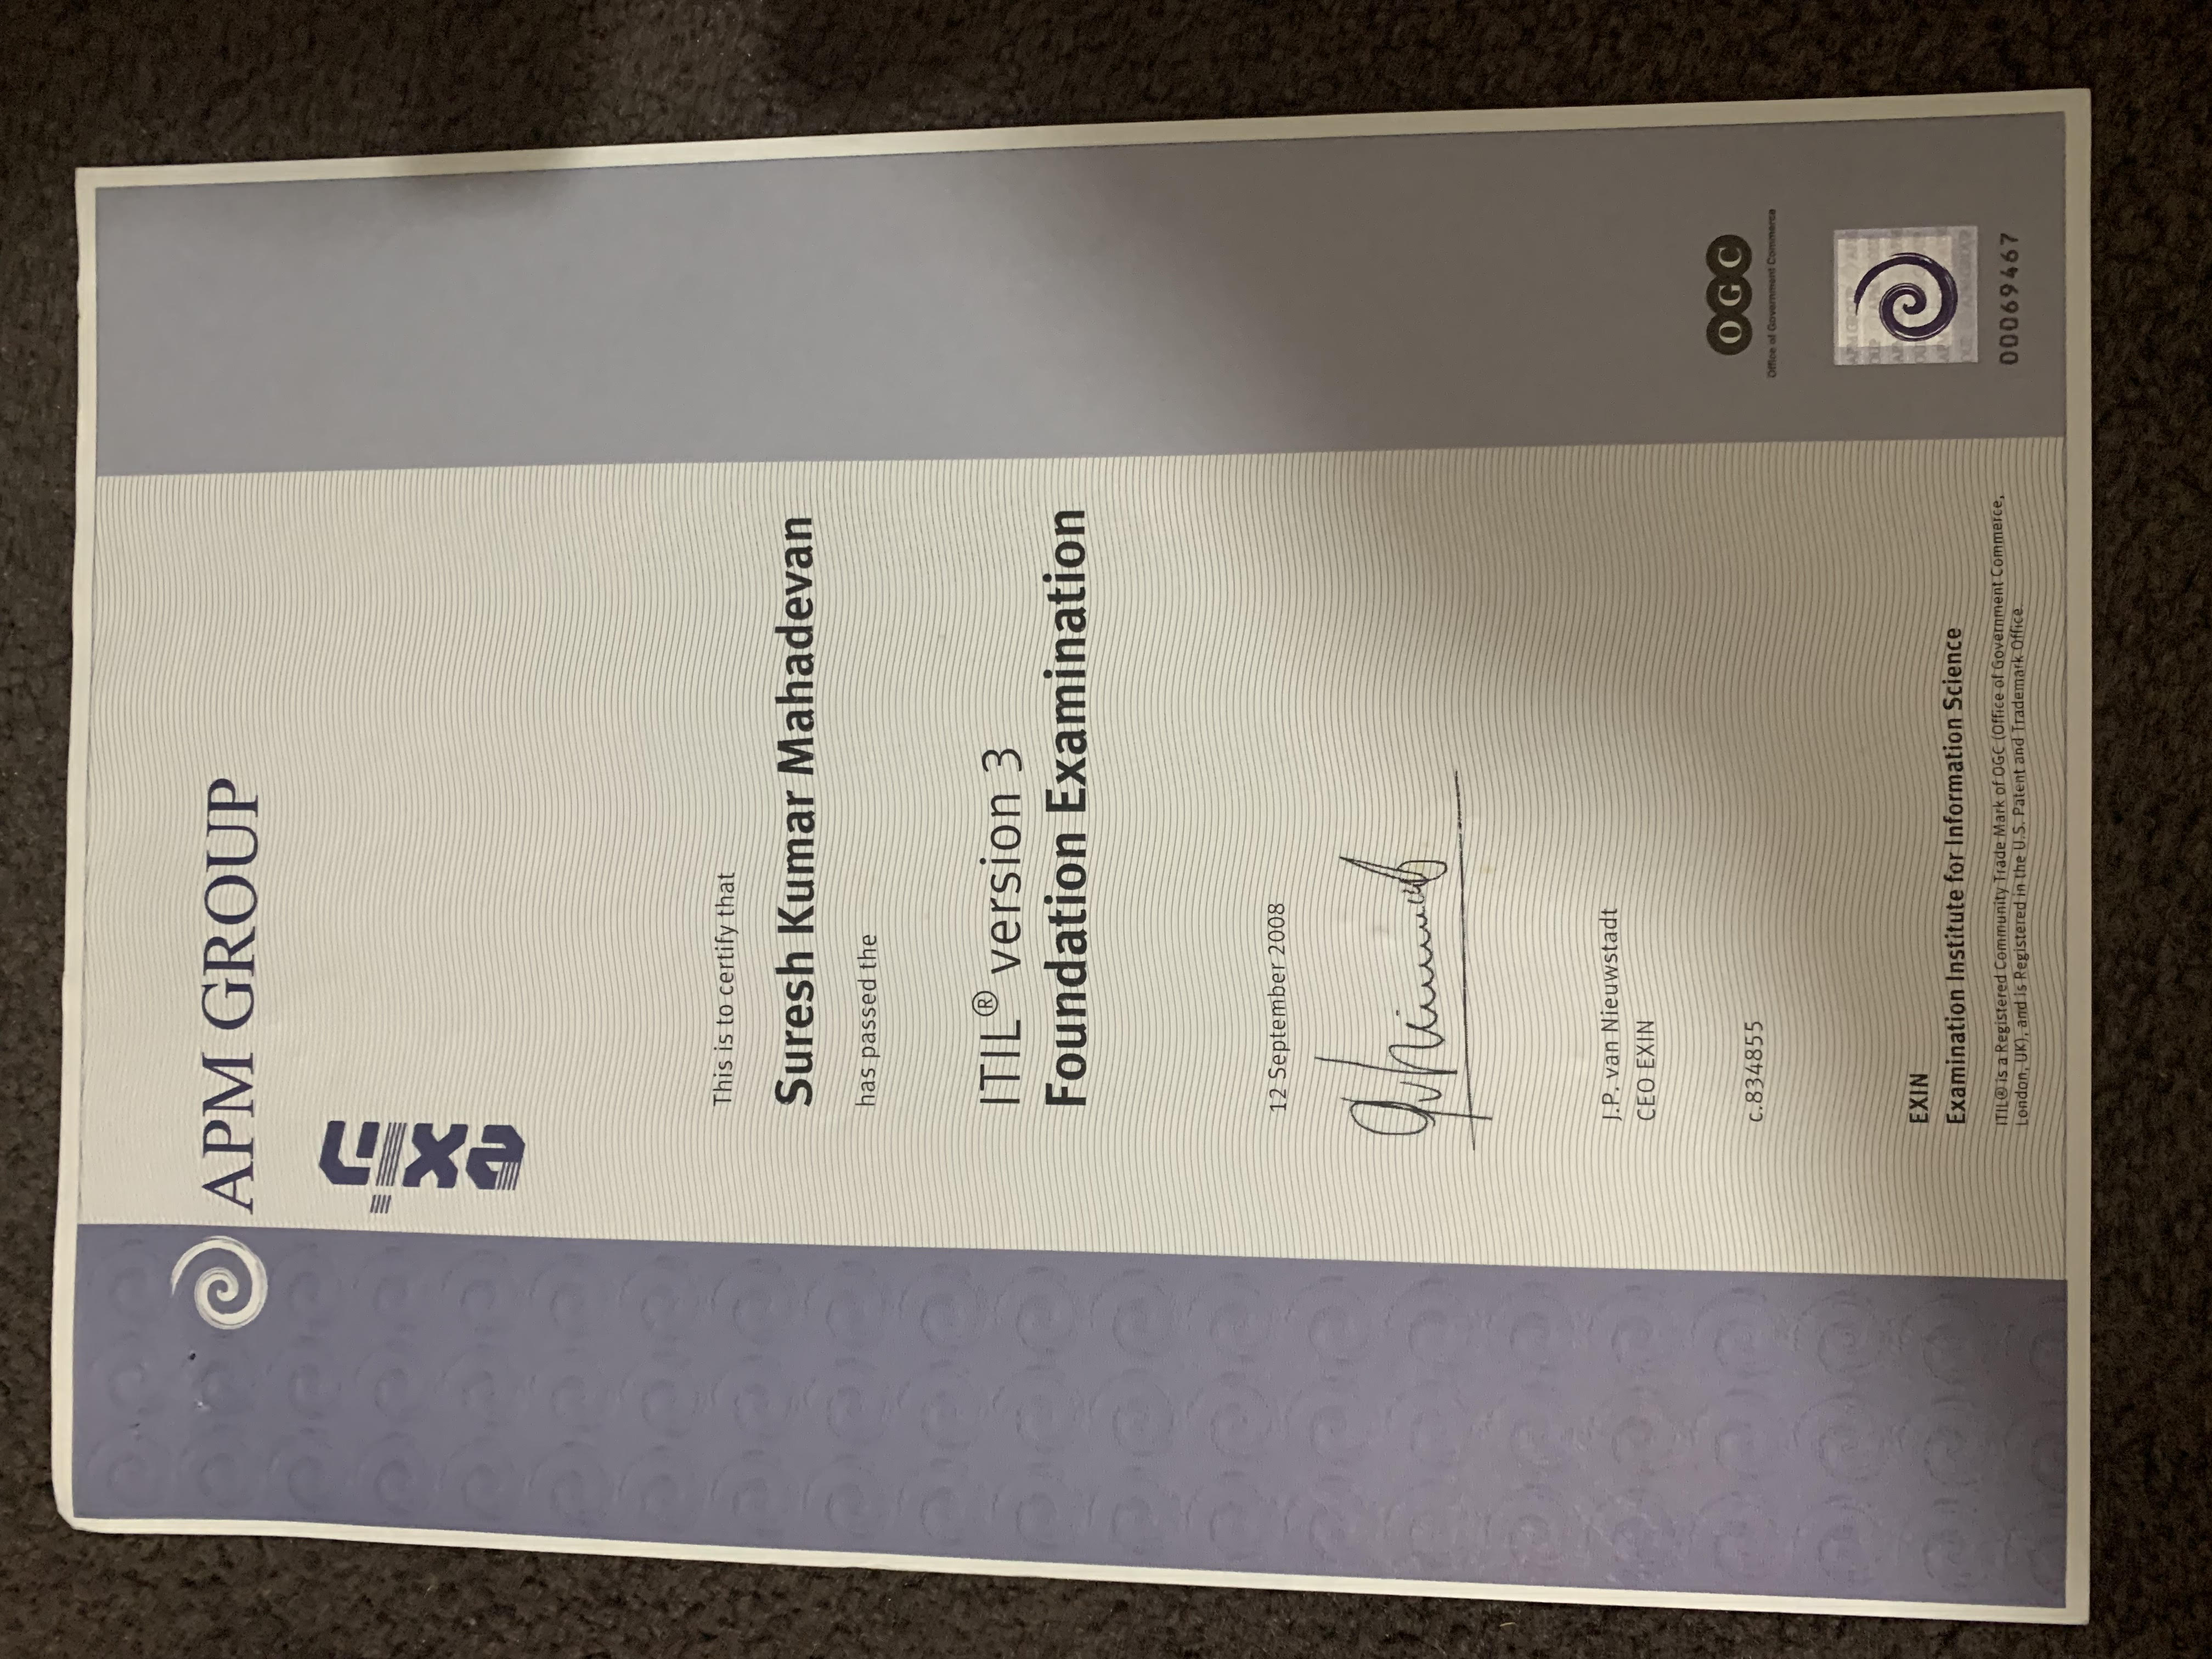 APM GROUP
exin
This is to certify that
Suresh Kumar Mahadevan
has passed the
ITIL® version 3
Foundation Examination
12 September 2008
J.P. van Nieuwstadt
CEO EXIN
c.8348​55
EXIN
Examination Institute for Information Science
ITIL® is a Registered Community Trade Mark of OGC (Office of Government Commerce,
London, UK), and is Registered in the U.S. Patent and Trademark Office.
OGC
Office of Government Commerce
00069467